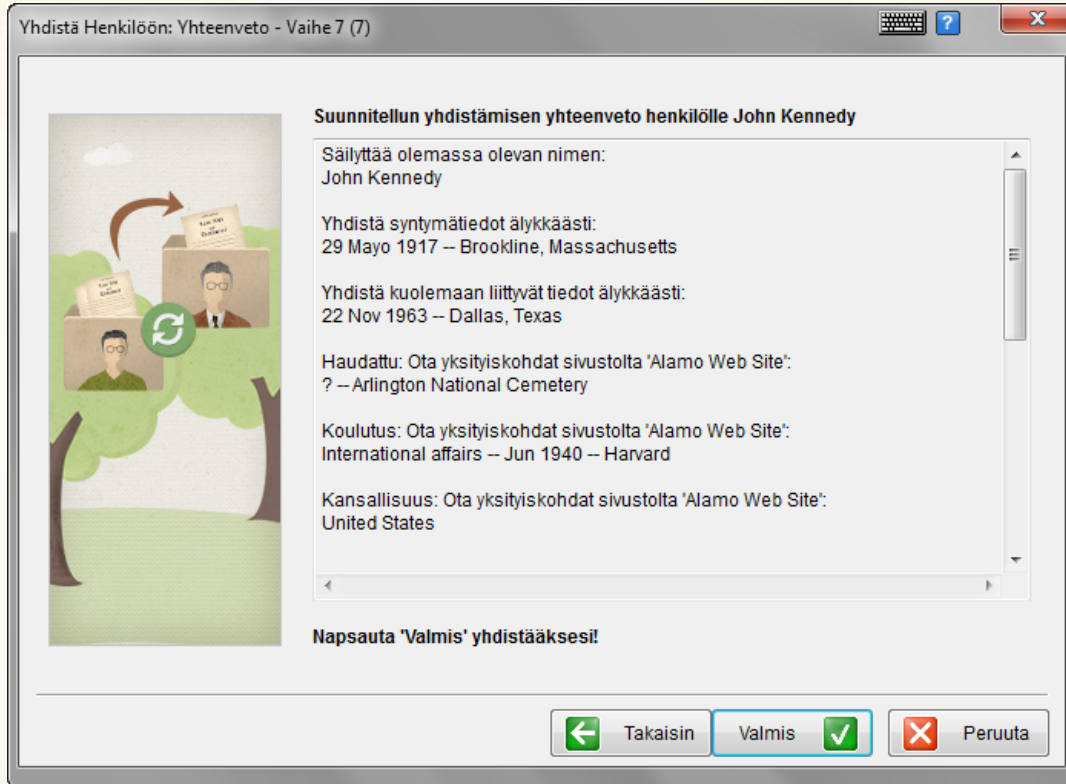 Yhdistä Henkilöön: Yhteenveto - Vaihe 7 (7)
Suunnitellun yhdistämisen yhteenveto henkilölle John Kennedy
Säilyttää olemassa olevan nimen:
John Kennedy
Yhdistä syntymätiedot älykkäästi:
29 Mayo 1917 -- Brookline, Massachusetts
Yhdistä kuolemaan liittyvät tiedot älykkäästi:
22 Nov 1963 -- Dallas, Texas
Haudattu: Ota yksityiskohdat sivustolta 'Alamo Web Site':
? -- Arlington National Cemetery
Koulutus: Ota yksityiskohdat sivustolta 'Alamo Web Site':
International affairs -- Jun 1940 -- Harvard
Kansallisuus: Ota yksityiskohdat sivustolta 'Alamo Web Site':
United States
Napsauta 'Valmis' yhdistääksesi!
Takaisin
Valmis
Peruuta